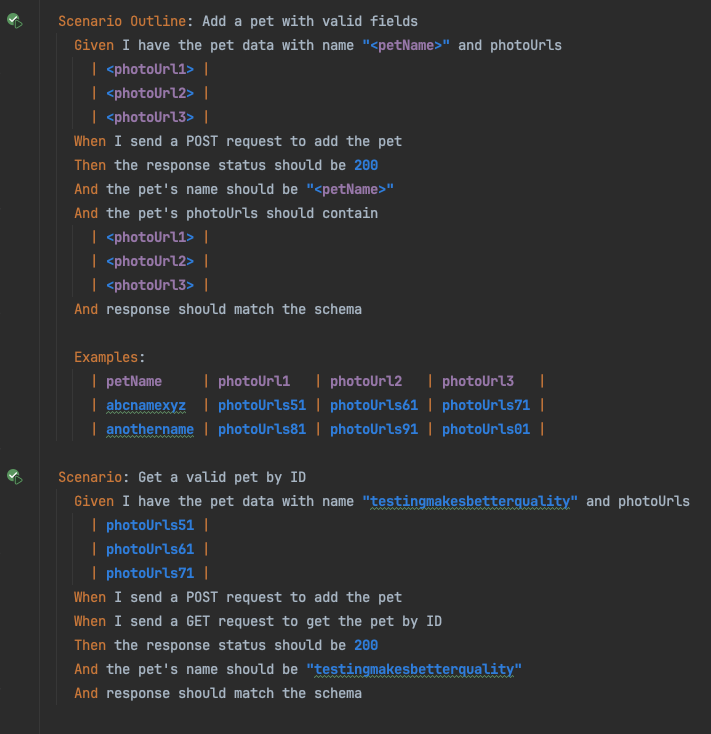 Scenario Outline: Add a pet with valid fields
Given I have the pet data with name "<petName>" and photoUrls
| <photoUrl1> |
| <photoUrl2> |
| <photoUrl3> |
When I send a POST request to add the pet
Then the response status should be 200
And the pet's name should be "<petName>"
And the pet's photoUrls should contain
| <photoUrl1> |
| <photoUrl2> |
| <photoUrl3> |
And response should match the schema
Examples:
| petName | photoUrl1 | photoUrl2 | photoUrl3 |
| abcnamexyz | photoUrls51 | photoUrls61 | photoUrls71 |
| anothername | photoUrls81 | photoUrls91 | photoUrls01 |
Scenario: Get a valid pet by ID
Given I have the pet data with name "testingmakesbetterquality" and photoUrls
| photoUrls51 |
| photoUrls61 |
| photoUrls71 |
When I send a POST request to add the pet
When I send a GET request to get the pet by ID
Then the response status should be 200
And the pet's name should be "testingmakesbetterquality"
And response should match the schema